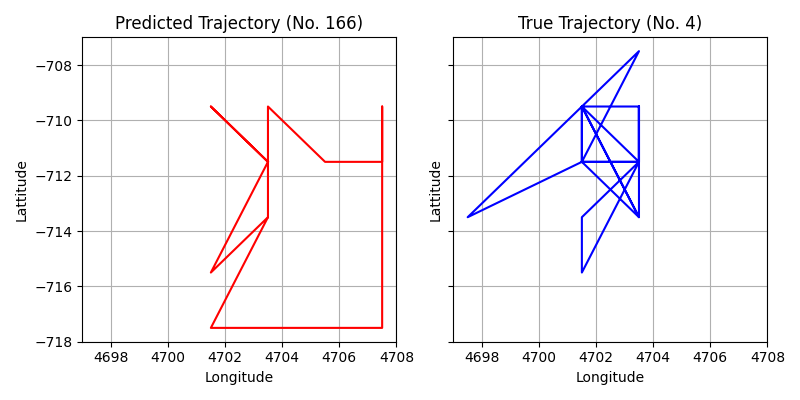 Predicted Trajectory (No. 166)
True Trajectory (No. 4)
−708
−710
−712
−714
−716
−718
Lattitude
Lattitude
4698 4700 4702 4704 4706 4708
4698 4700 4702 4704 4706 4708
Longitude
Longitude